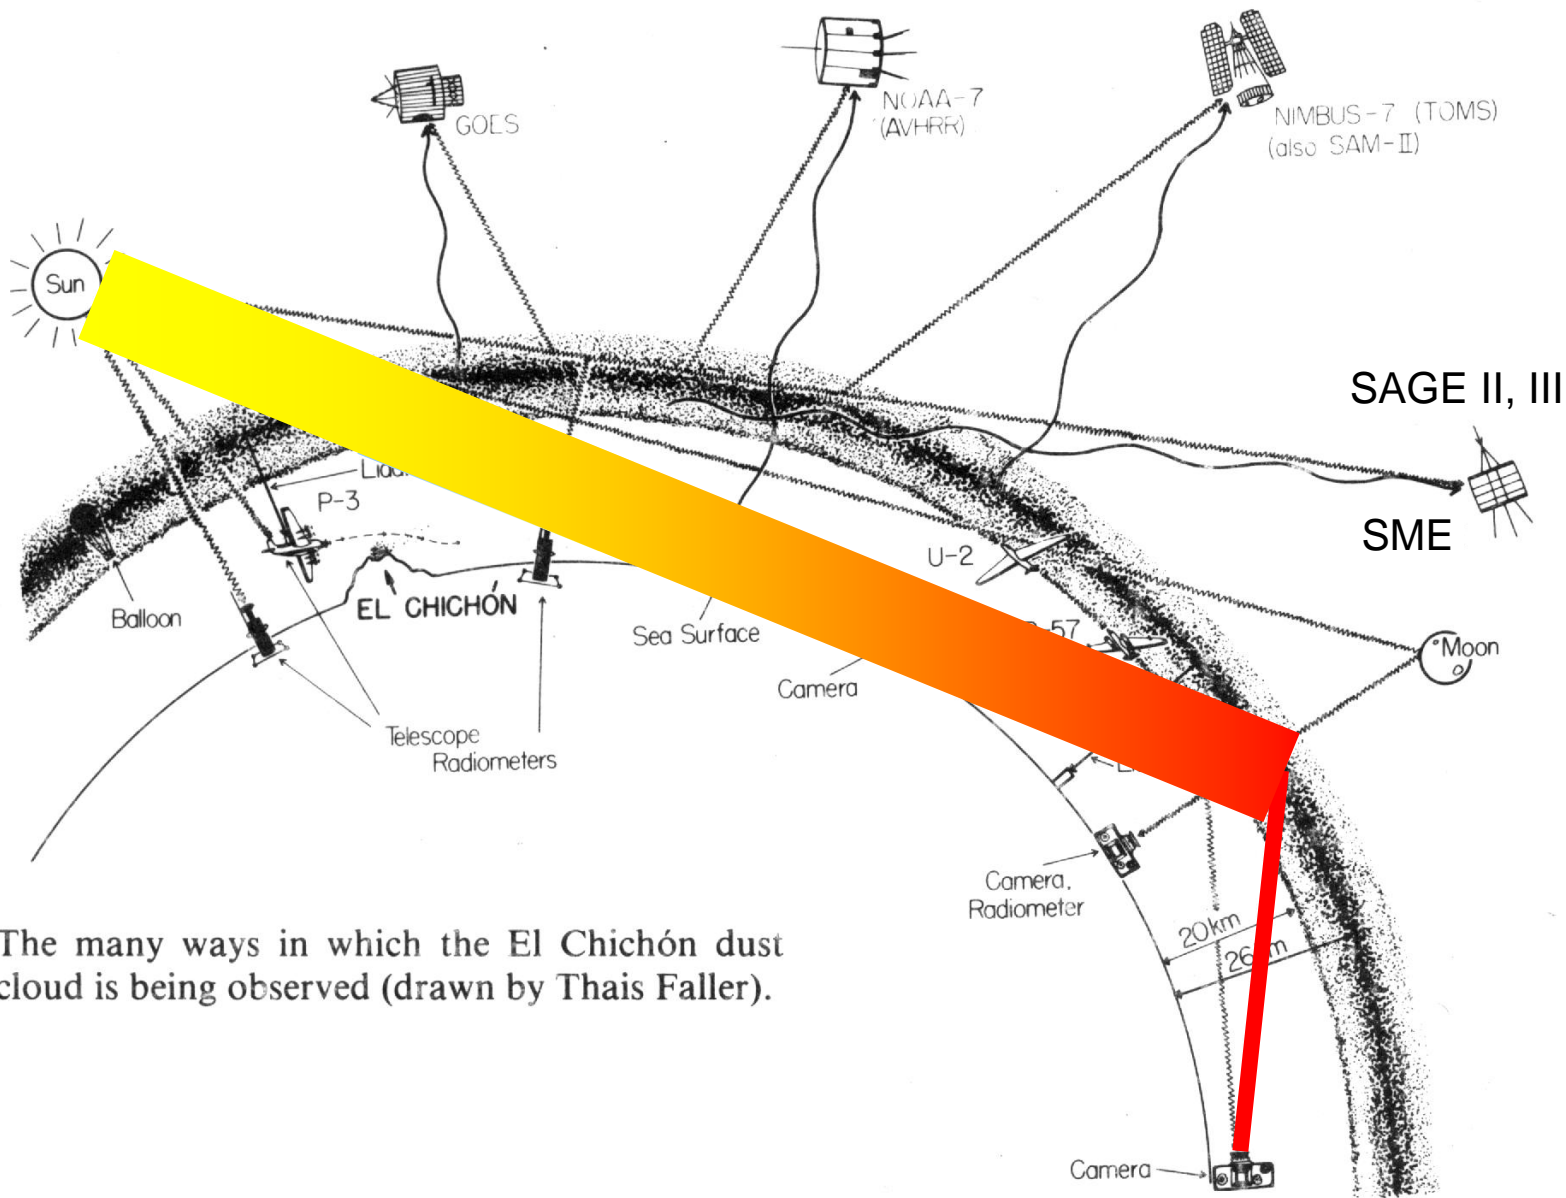 GOES
NOAA-7
(AVHRR)
NIMBUS-7 (TOMS)
(also SAM-II)
Sun
SAGE II, III
SME
P-3
U-2
-57
Balloon
EL CHICHÓN
Sea Surface
Camera
Moon
Telescope
Radiometers
Camera,
Radiometer
20km
The many ways in which the El Chichón dust
cloud is being observed (drawn by Thais Faller).
Camera